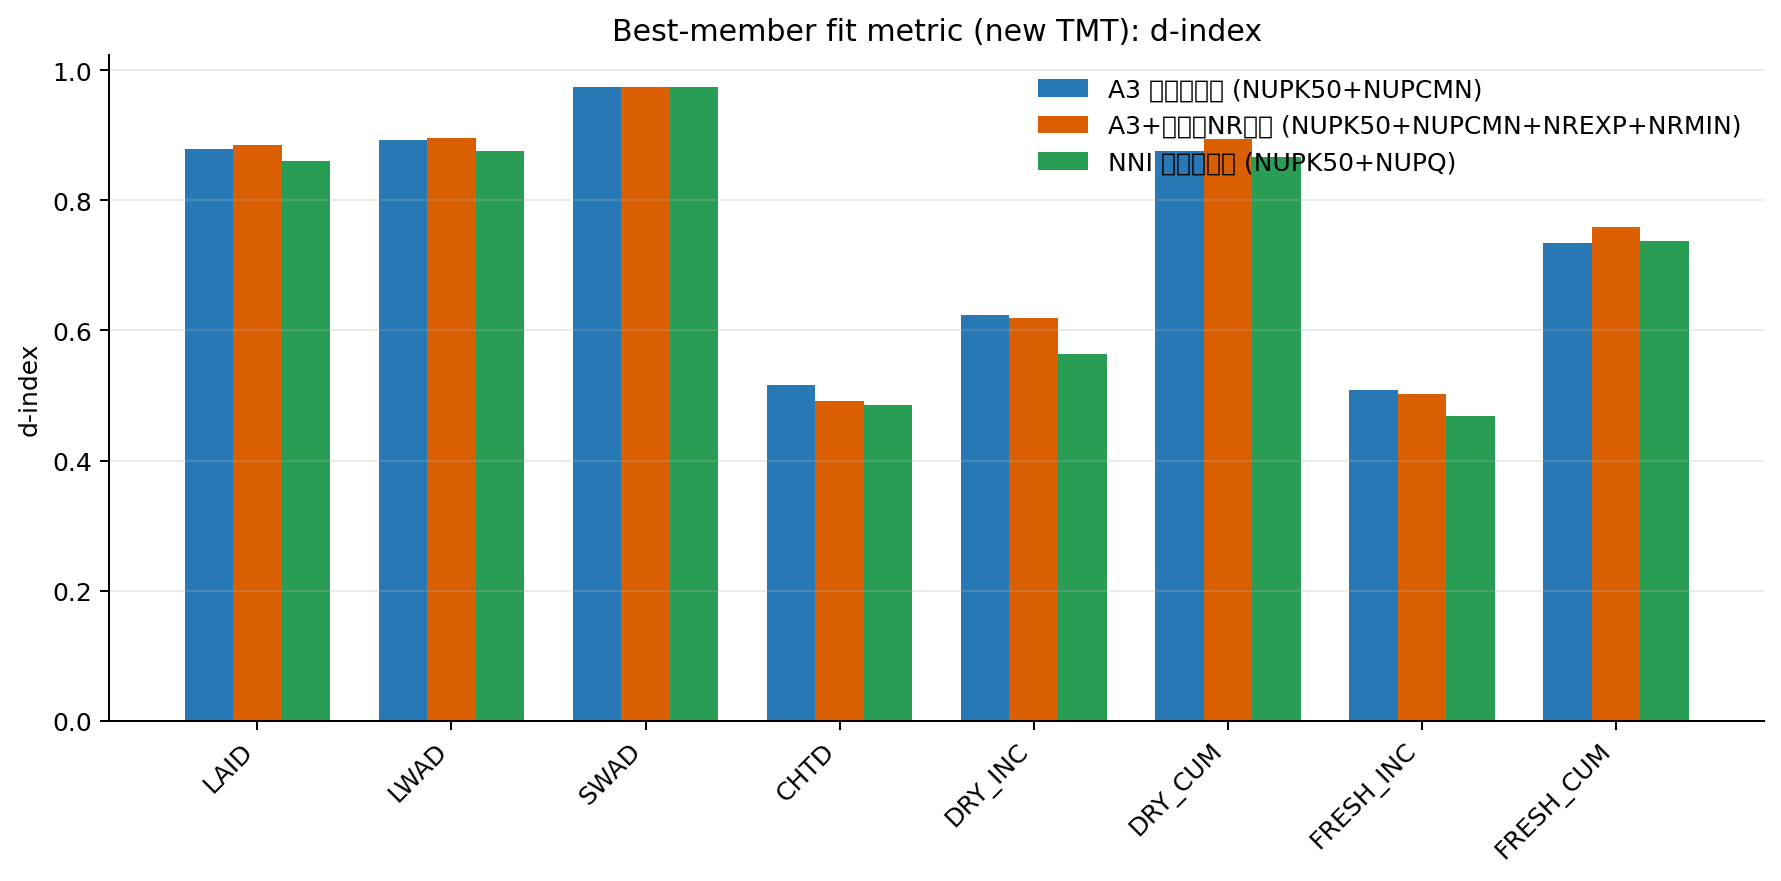 Best-member fit metric (new TMT): d-index
A3 (NUPK50+NUPCMN)
A3+ NR (NUPK50+NUPCMN+NREXP+NRMIN)
NNI (NUPK50+NUPQ)
d-index
1.0
0.8
0.6
0.4
0.2
0.0
LAID
LWAD
SWAD
CHTD
DRY_INC
DRY_CUM
FRESH_INC
FRESH_CUM